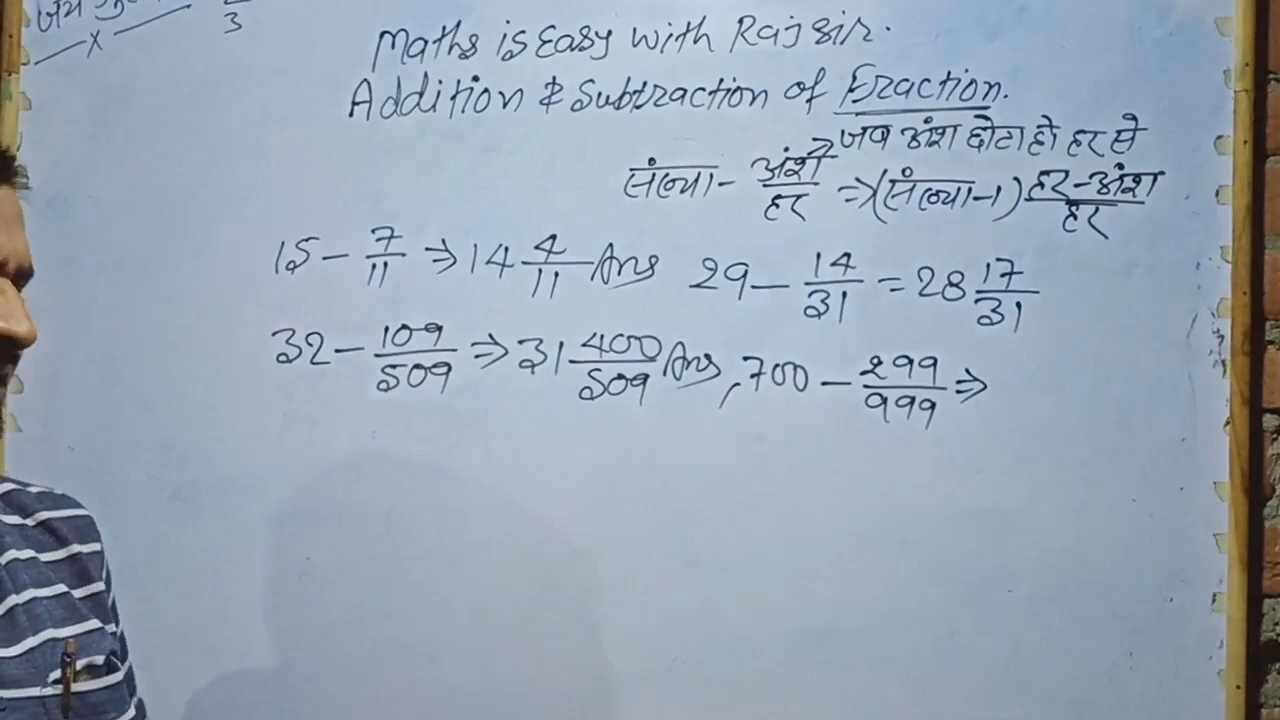 जय
3
Maths is Easy with Raj sir.
Addition & Subtraction of Fraction.
जब अंश छोटा हो हर से
संख्या - अंश/हर ⇒ (संख्या-1) हर-अंश/हर
15 - 7/11 ⇒ 14 4/11 Ans 29 - 14/31 = 28 17/31
32 - 109/509 ⇒ 31 400/509 Ans, 700 - 299/999 ⇒